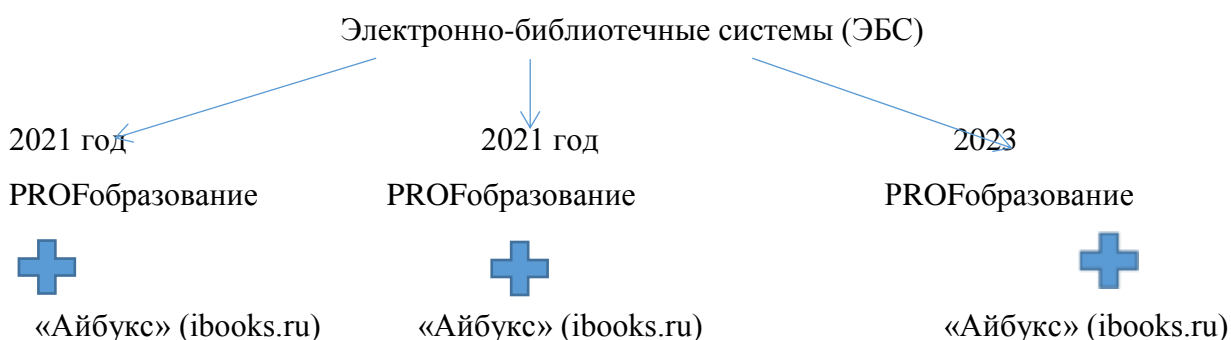 Электронно-библиотечные системы (ЭБС)
2021 год 2021 год 2023
PROFобразование PROFобразование PROFобразование
«Айбукс» (ibooks.ru) «Айбукс» (ibooks.ru) «Айбукс» (ibooks.ru)